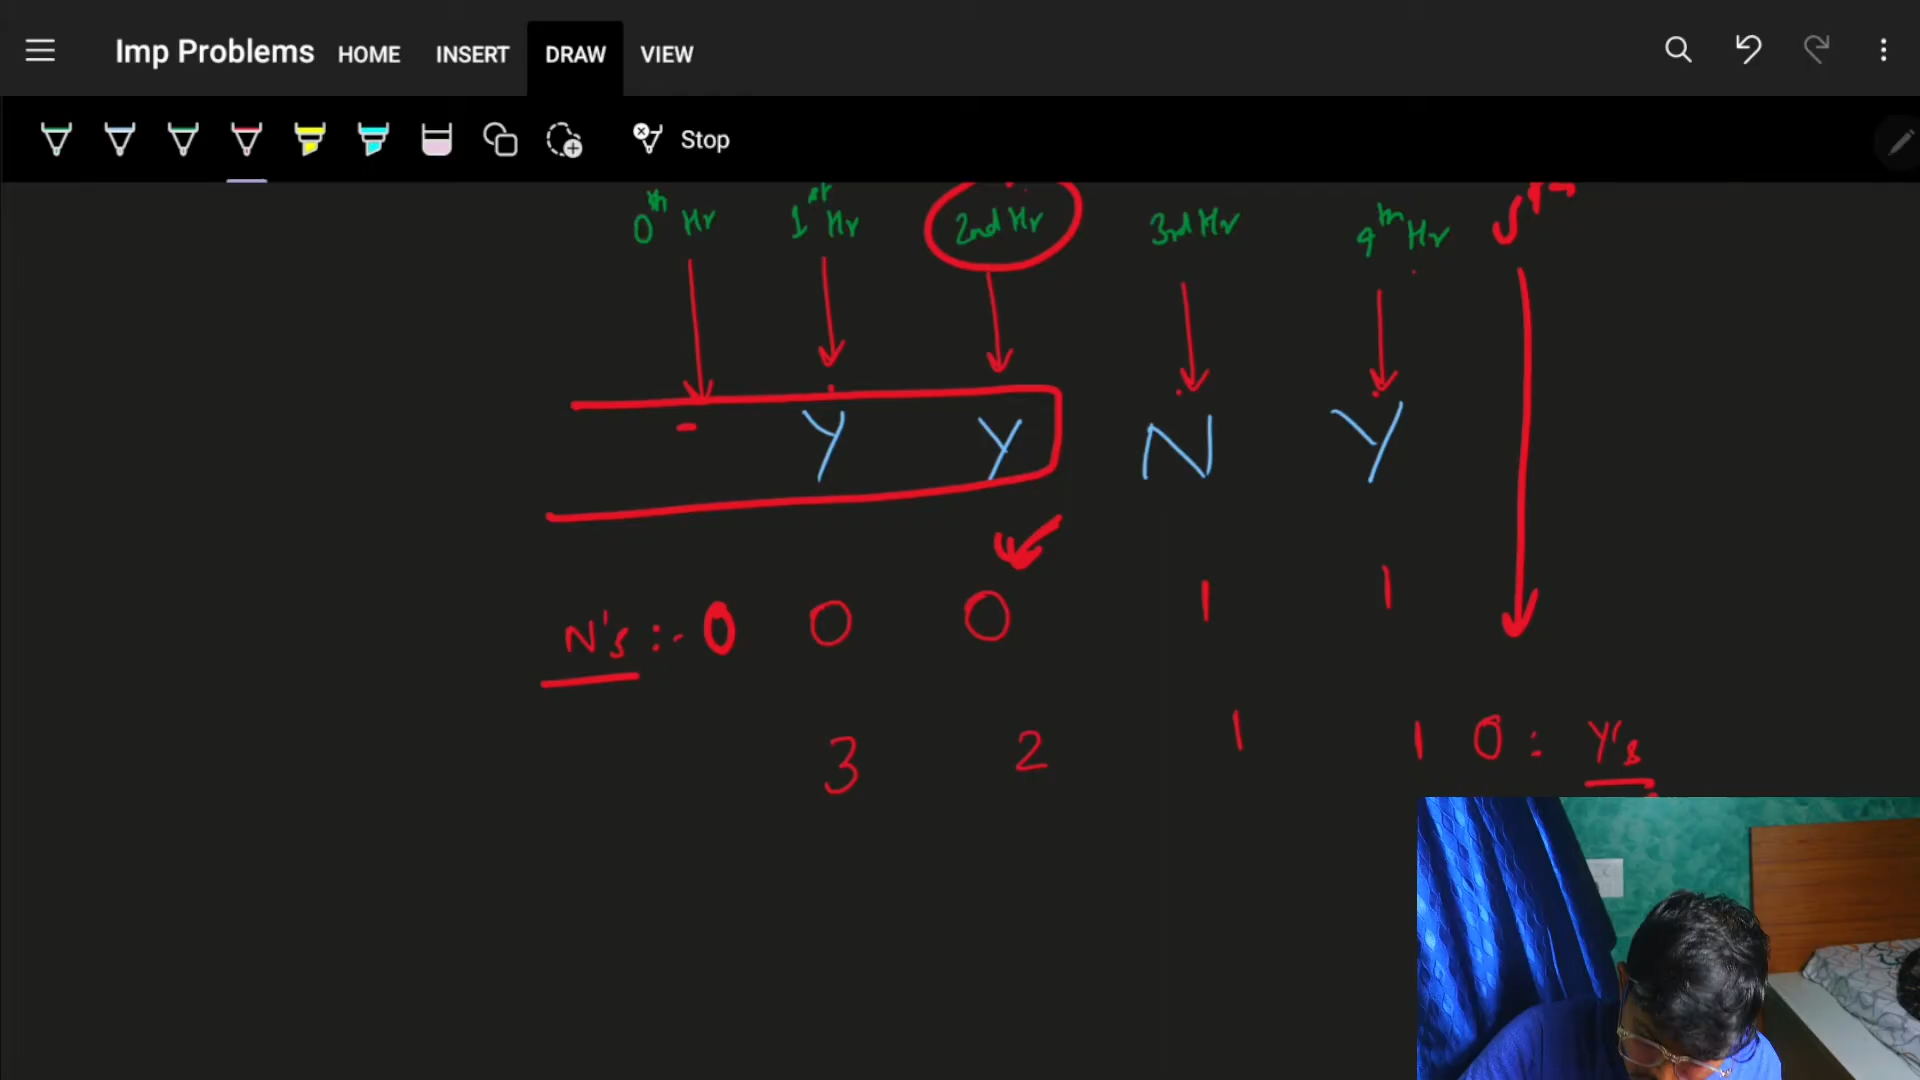 Imp Problems HOME INSERT DRAW VIEW
Stop
0th Hr 1st Hr 2nd Hr 3rd Hr 4th Hr
- Y Y N Y
N's :- 0 0 0 1 1
3 2 1 1 0 : Y's